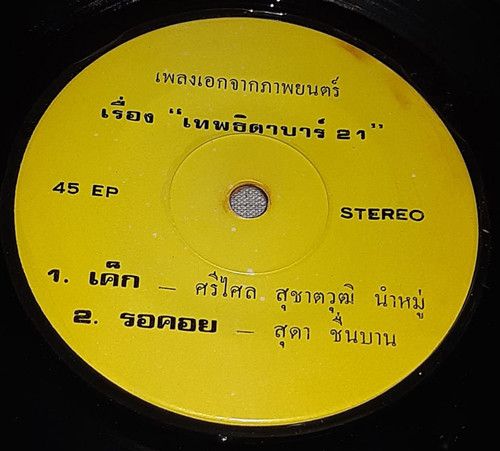 เพลงเอกจากภาพยนตร์
เรื่อง "เทพธิดาบาร์ 21"
45 EP
STEREO
1. เค็ก – ศรีไศล สุชาตวุฒิ นำหมู่
2. รอคอย – สุดา ชื่นบาน